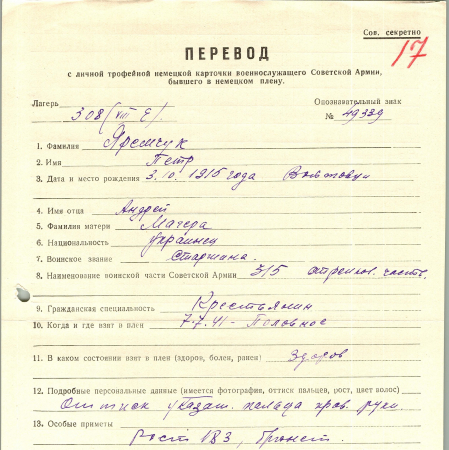 Сов. секретно
17
ПЕРЕВОД
с личной трофейной немецкой карточки военнослужащего Советской Армии,
бывшего в немецком плену.
Лагерь 308 (VIII E). Опознавательный знак
№ 49339
1. Фамилия Яремчук
2. Имя Петр
3. Дата и место рождения 1915 года
4. Имя отца Андрей
5. Фамилия матери Мачера
6. Национальность украинец
7. Воинское звание старшина
8. Наименование воинской части Советской Армии 315 стрелков. часть.
9. Гражданская специальность Крестьянин
10. Когда и где взят в плен 7.7.41 - Полонное
11. В каком состоянии взят в плен (здоров, болен, ранен) Здоров
12. Подробные персональные данные (имеется фотография, оттиск пальцев, рост, цвет волос)
Оттиск указат. пальца прав. руки.
13. Особые приметы
Рост 183,